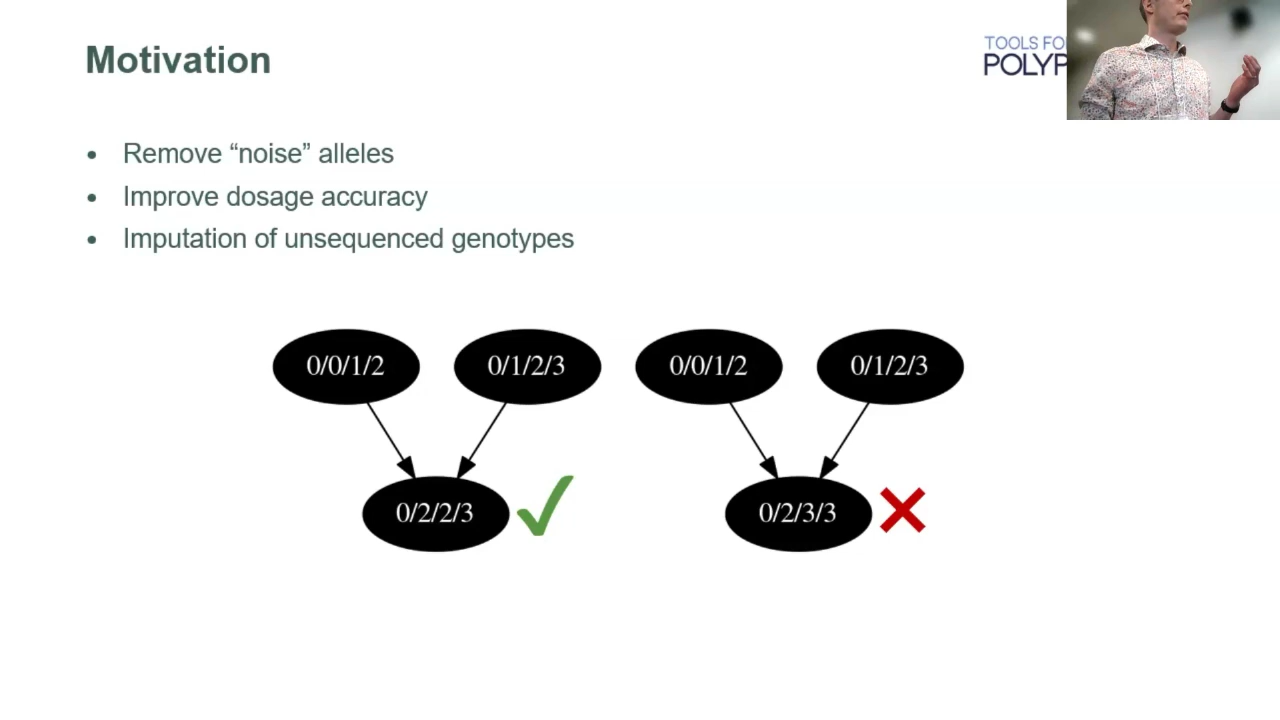 Motivation
TOOLS FO
POLYP
Remove “noise” alleles
Improve dosage accuracy
Imputation of unsequenced genotypes
0/0/1/2
0/1/2/3
0/0/1/2
0/1/2/3
0/2/2/3
0/2/3/3